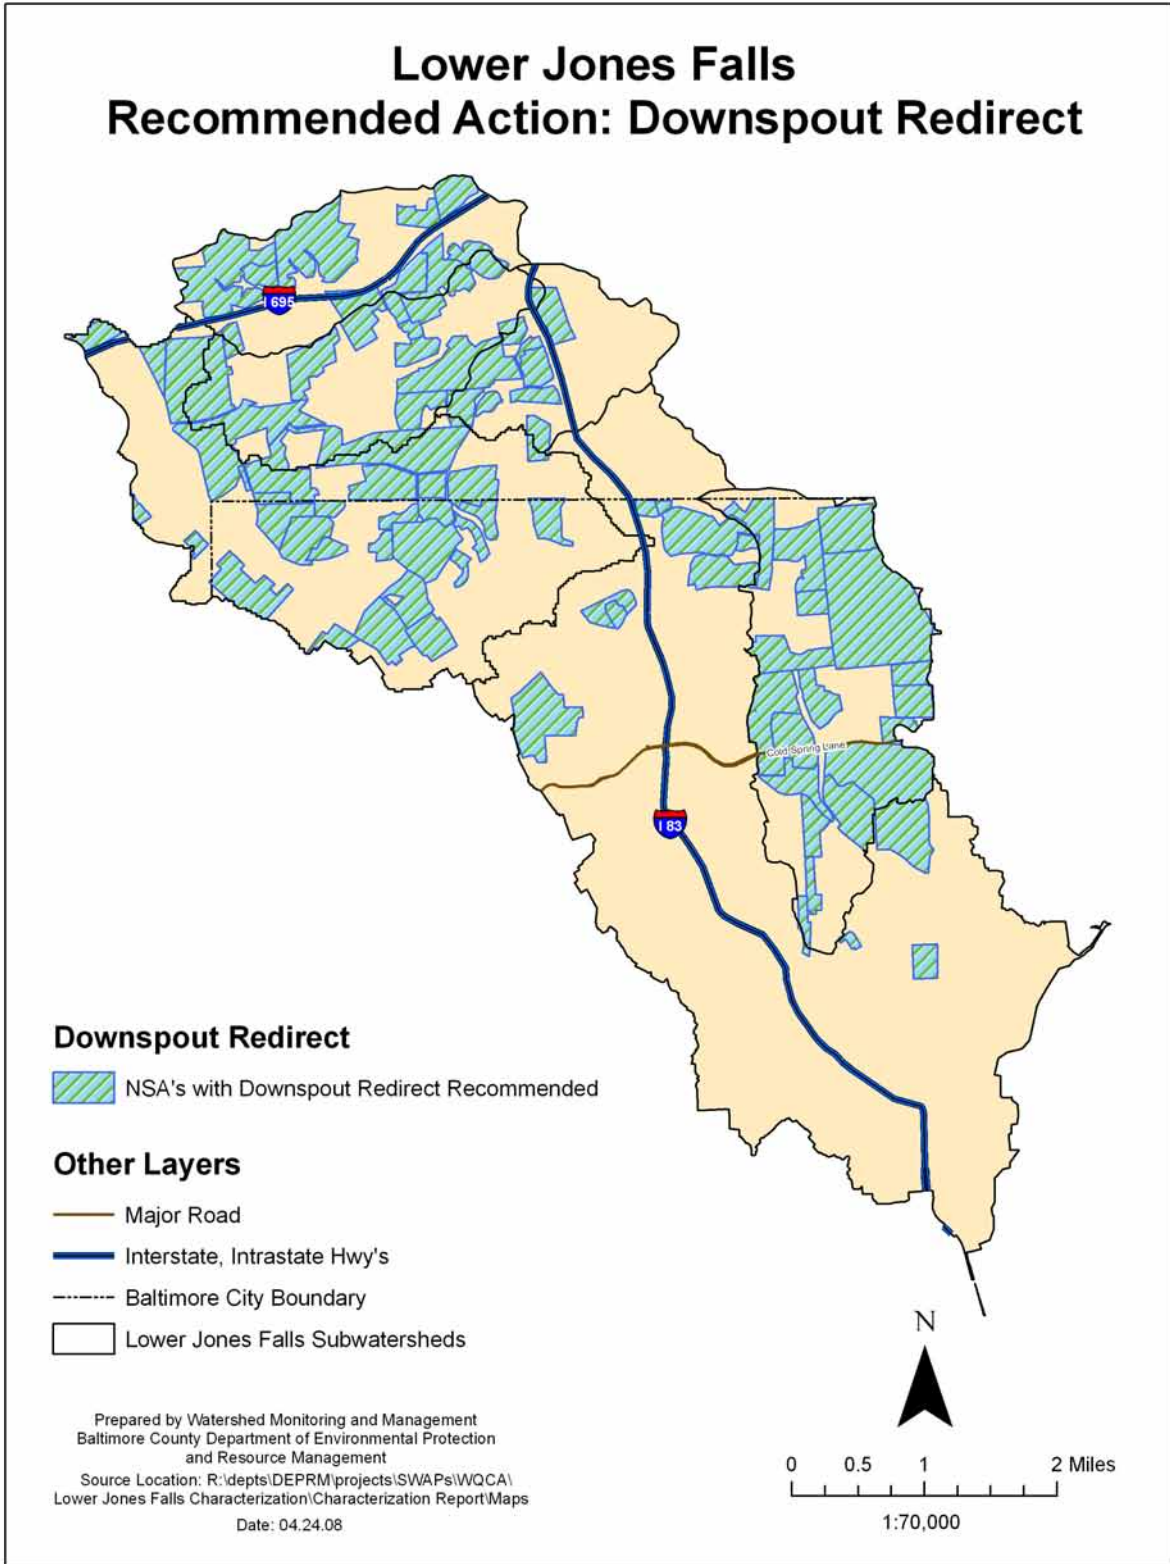 Lower Jones Falls
Recommended Action: Downspout Redirect
I 695
Cold Spring Lane
I 83
Downspout Redirect
NSA's with Downspout Redirect Recommended
Other Layers
Major Road
Interstate, Intrastate Hwy's
Baltimore City Boundary
Lower Jones Falls Subwatersheds
Prepared by Watershed Monitoring and Management
Baltimore County Department of Environmental Protection
and Resource Management
Source Location: R:\depts\DEPRM\projects\SWAPs\WQCA\
Lower Jones Falls Characterization\Characterization Report\Maps
Date: 04.24.08
N
0 0.5 1 2 Miles
1:70,000